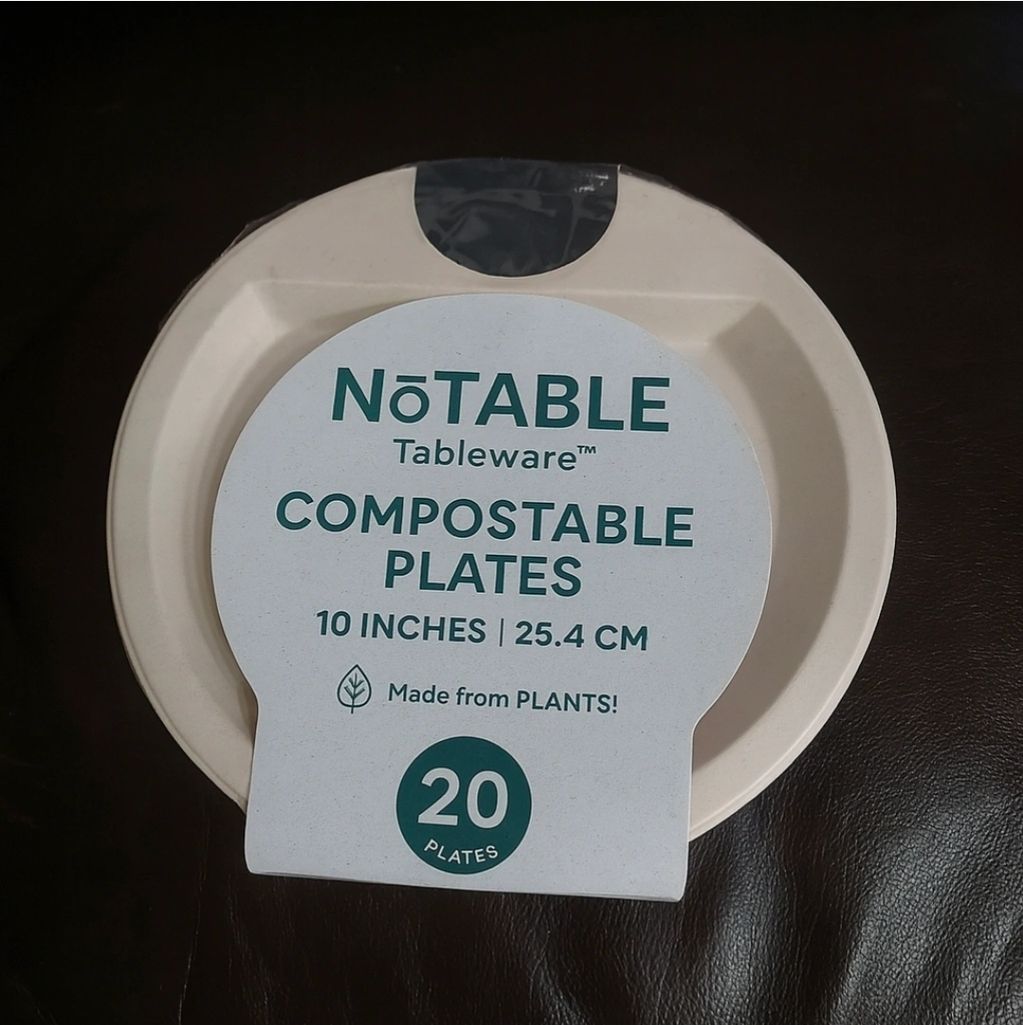 NōTABLE
Tableware™
COMPOSTABLE
PLATES
10 INCHES | 25.4 CM
Made from PLANTS!
20
PLATES